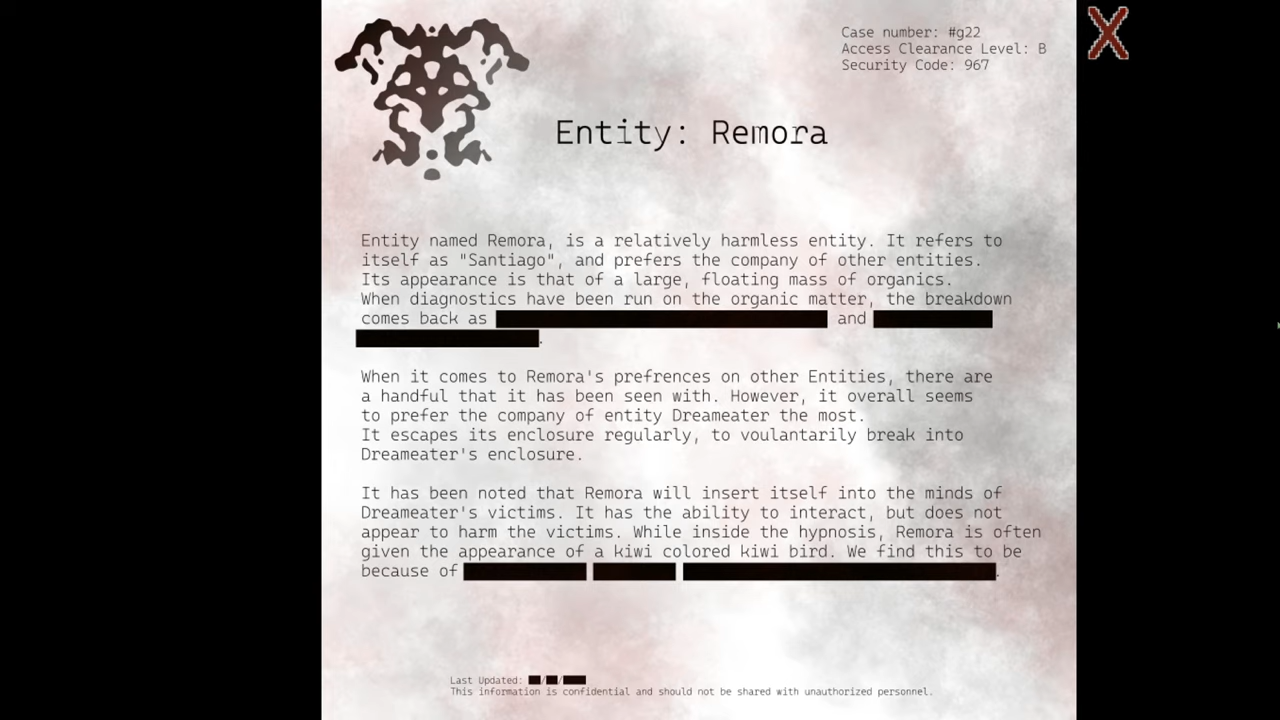 Case number: #g22
Access Clearance Level: B
Security Code: 967
Entity: Remora
Entity named Remora, is a relatively harmless entity. It refers to
itself as "Santiago", and prefers the company of other entities.
Its appearance is that of a large, floating mass of organics.
When diagnostics have been run on the organic matter, the breakdown
comes back as and
.
When it comes to Remora's prefrences on other Entities, there are
a handful that it has been seen with. However, it overall seems
to prefer the company of entity Dreameater the most.
It escapes its enclosure regularly, to voulantarily break into
Dreameater's enclosure.
It has been noted that Remora will insert itself into the minds of
Dreameater's victims. It has the ability to interact, but does not
appear to harm the victims. While inside the hypnosis, Remora is often
given the appearance of a kiwi colored kiwi bird. We find this to be
because of .
Last Updated: / /
This information is confidential and should not be shared with unauthorized personnel.